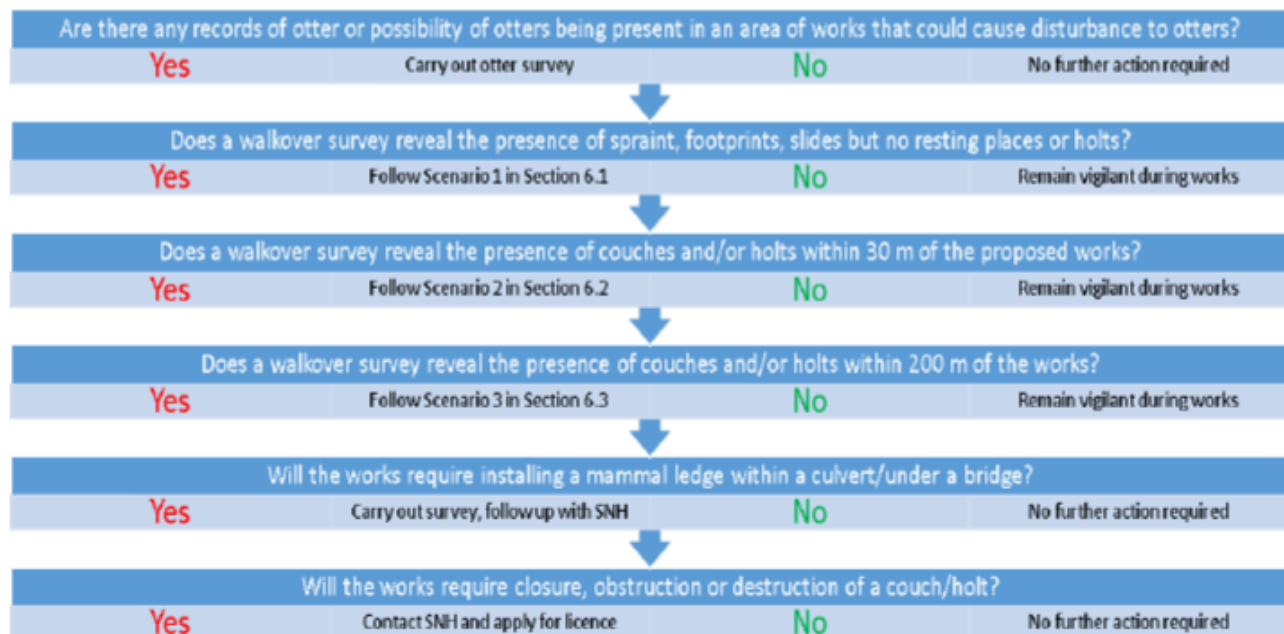 Are there any records of otter or possibility of otters being present in an area of works that could cause disturbance to otters?
Yes Carry out otter survey No No further action required
Does a walkover survey reveal the presence of spraint, footprints, slides but no resting places or holts?
Yes Follow Scenario 1 in Section 6.1 No Remain vigilant during works
Does a walkover survey reveal the presence of couches and/or holts within 30 m of the proposed works?
Yes Follow Scenario 2 in Section 6.2 No Remain vigilant during works
Does a walkover survey reveal the presence of couches and/or holts within 200 m of the works?
Yes Follow Scenario 3 in Section 6.3 No Remain vigilant during works
Will the works require installing a mammal ledge within a culvert/under a bridge?
Yes Carry out survey, follow up with SNH No No further action required
Will the works require closure, obstruction or destruction of a couch/holt?
Yes Contact SNH and apply for licence No No further action required